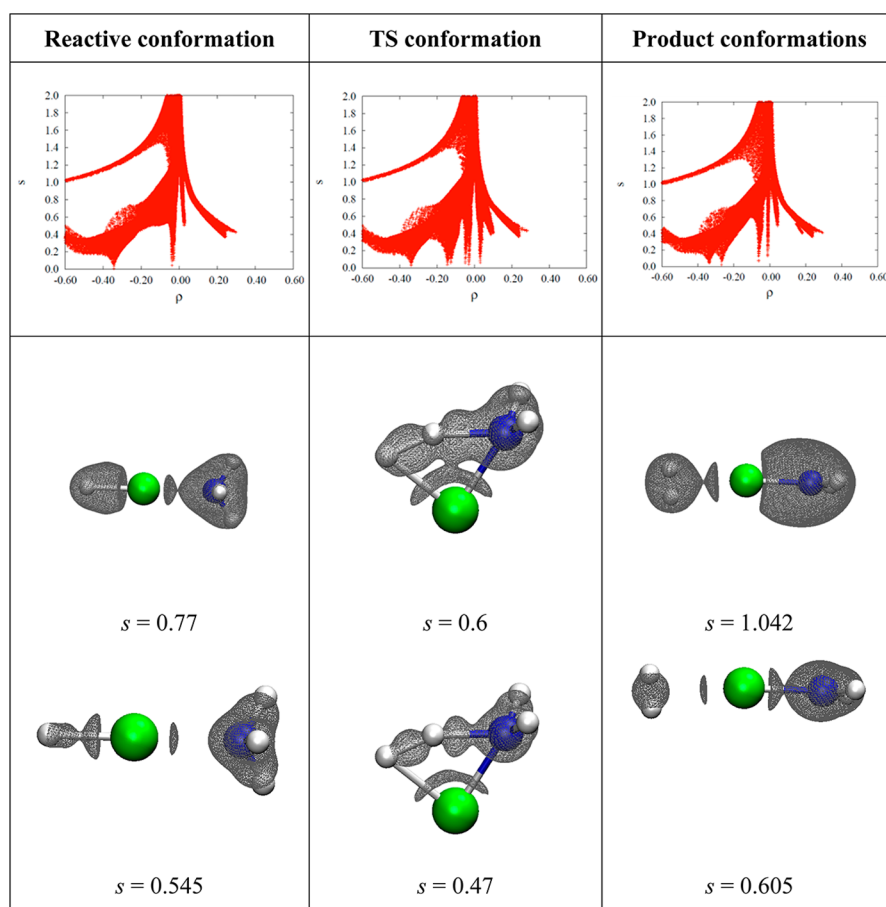 Reactive conformation TS conformation Product conformations
2.0 2.0 2.0
1.8 1.8 1.8
1.6 1.6 1.6
1.4 1.4 1.4
1.2 1.2 1.2
s 1.0 s 1.0 s 1.0
0.8 0.8 0.8
0.6 0.6 0.6
0.4 0.4 0.4
0.2 0.2 0.2
0.0 0.0 0.0
-0.60 -0.40 -0.20 0.00 0.20 0.40 0.60 -0.60 -0.40 -0.20 0.00 0.20 0.40 0.60 -0.60 -0.40 -0.20 0.00 0.20 0.40 0.60
ρ ρ ρ
s = 0.77 s = 0.6 s = 1.042
s = 0.545 s = 0.47 s = 0.605